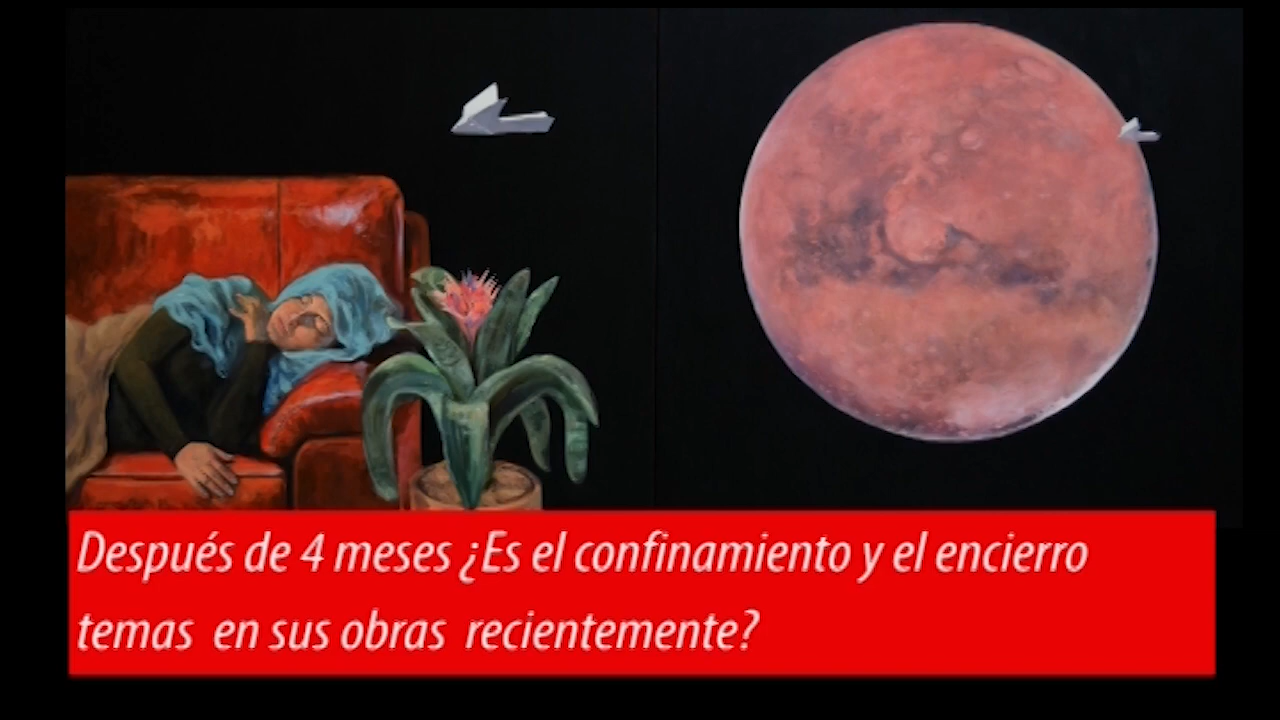 Después de 4 meses ¿Es el confinamiento y el encierro
temas en sus obras recientemente?